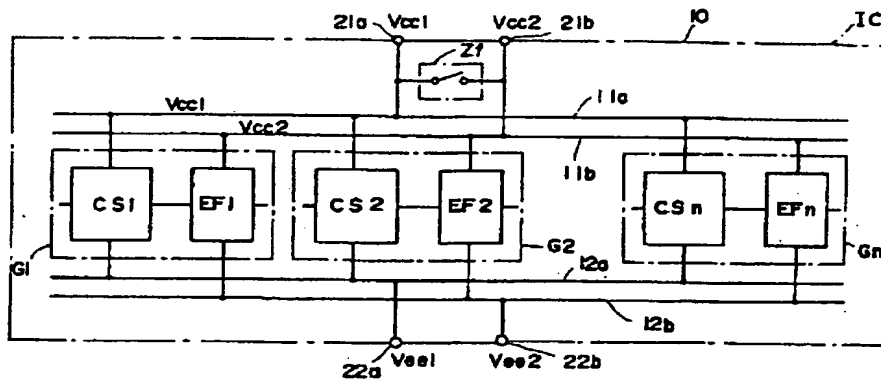 21a Vcc1 Vcc2 21b 10 IC
Zf
Vcc1 11a
Vcc2 11b
CS1 EF1 CS2 EF2 CSn EFn
G1 G2 Gn
12a
12b
22a Vee1 Vee2 22b